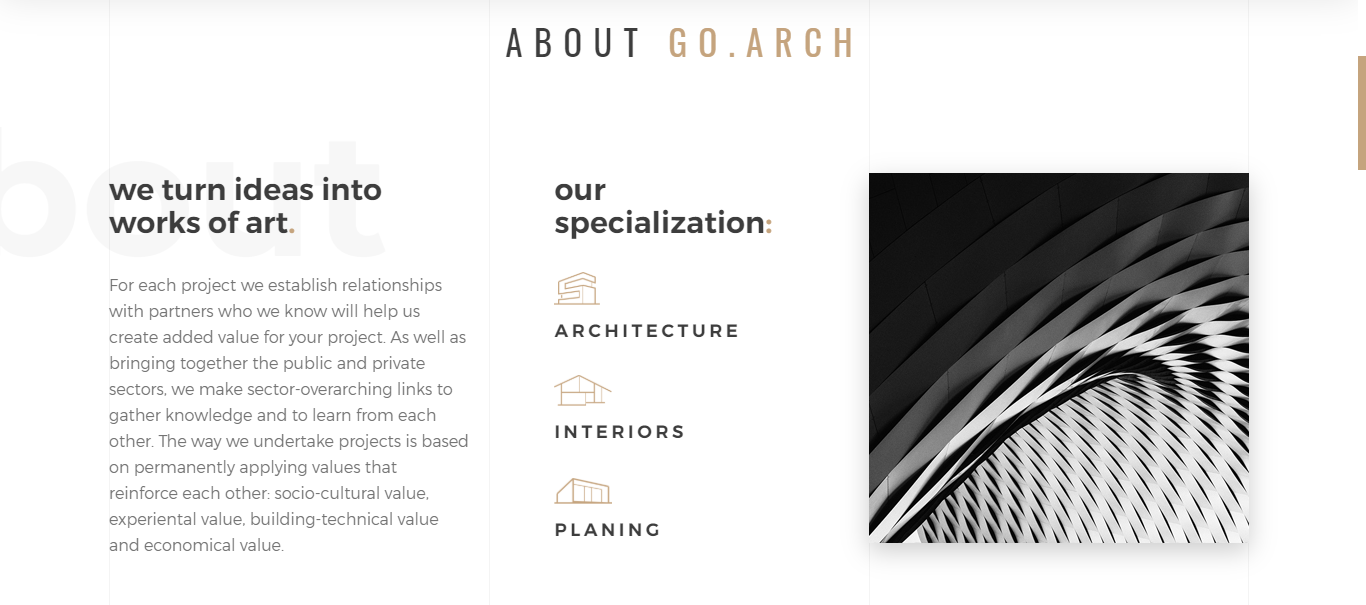 ABOUT GO.ARCH
bout
we turn ideas into
works of art.
For each project we establish relationships
with partners who we know will help us
create added value for your project. As well as
bringing together the public and private
sectors, we make sector-overarching links to
gather knowledge and to learn from each
other. The way we undertake projects is based
on permanently applying values that
reinforce each other: socio-cultural value,
experiental value, building-technical value
and economical value.
our
specialization:
ARCHITECTURE
INTERIORS
PLANING